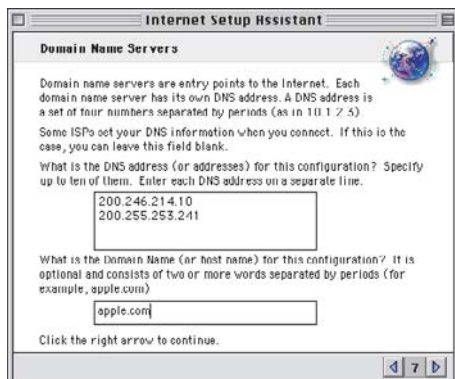 Internet Setup Assistant
Domain Name Servers
Domain name servers are entry points to the Internet. Each
domain name server has its own DNS address. A DNS address is
a set of four numbers separated by periods (as in 10.1.2.3)
Some ISPs set your DNS information when you connect. If this is the
case, you can leave this field blank.
What is the DNS address (or addresses) for this configuration? Specify
up to ten of them. Enter each DNS address on a separate line.
200.246.214.10
200.255.253.241
What is the Domain Name (or host name) for this configuration? It is
optional and consists of two or more words separated by periods (for
example, apple.com)
apple.com
Click the right arrow to continue.
7